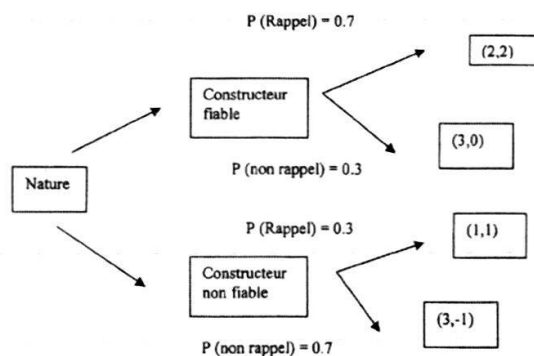 P (Rappel) = 0.7
(2,2)
Constructeur
fiable
(3,0)
P (non rappel) = 0.3
Nature
P (Rappel) = 0.3
(1,1)
Constructeur
non fiable
(3,-1)
P (non rappel) = 0.7